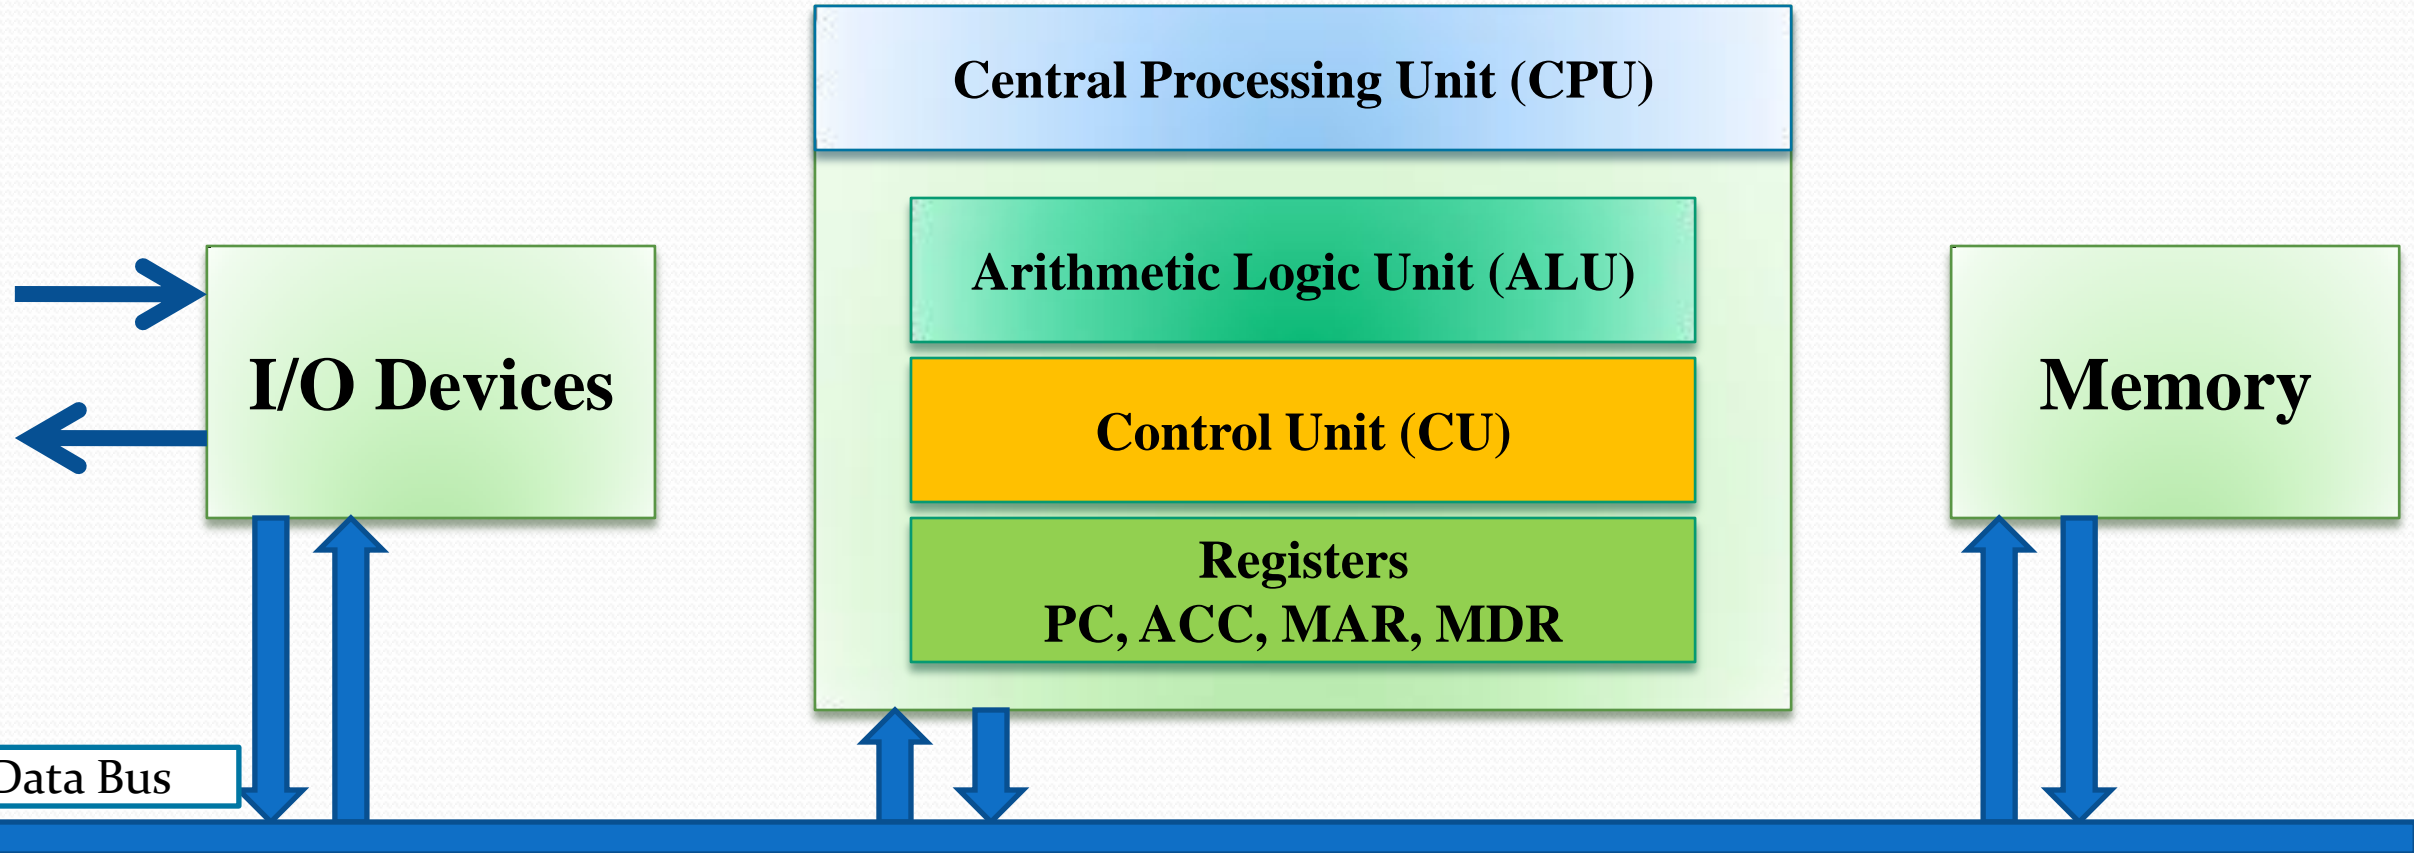 Central Processing Unit (CPU)
Arithmetic Logic Unit (ALU)
I/O Devices
Control Unit (CU)
Memory
Registers
PC, ACC, MAR, MDR
Data Bus